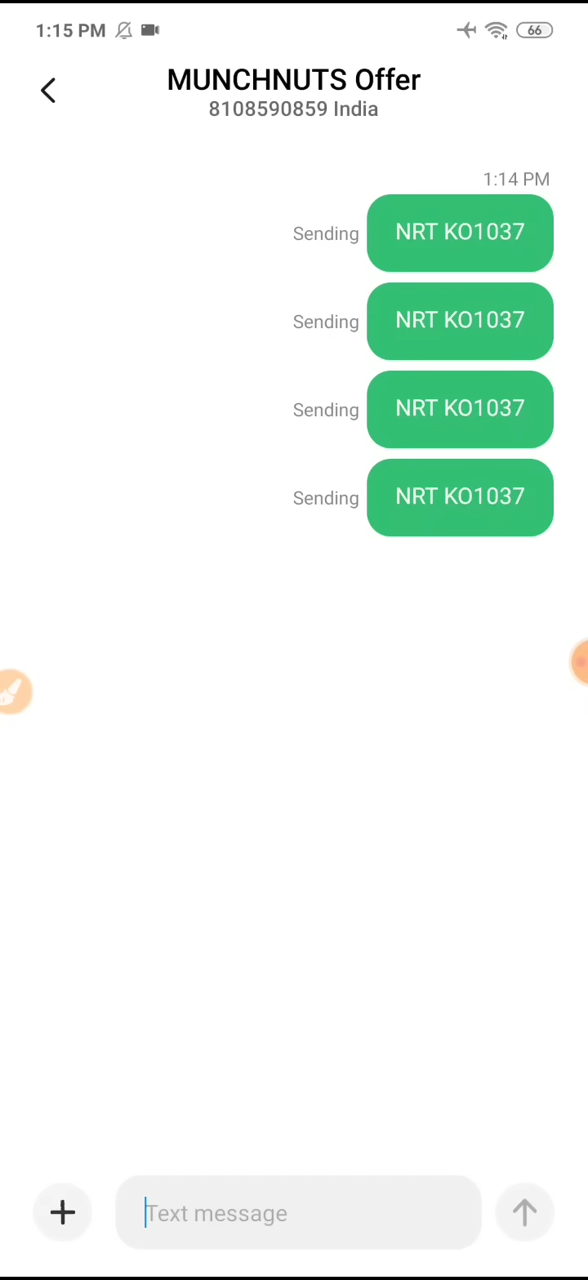 1:15 PM 66
MUNCHNUTS Offer
8108590859 India
1:14 PM
Sending NRT KO1037
Sending NRT KO1037
Sending NRT KO1037
Sending NRT KO1037
Text message